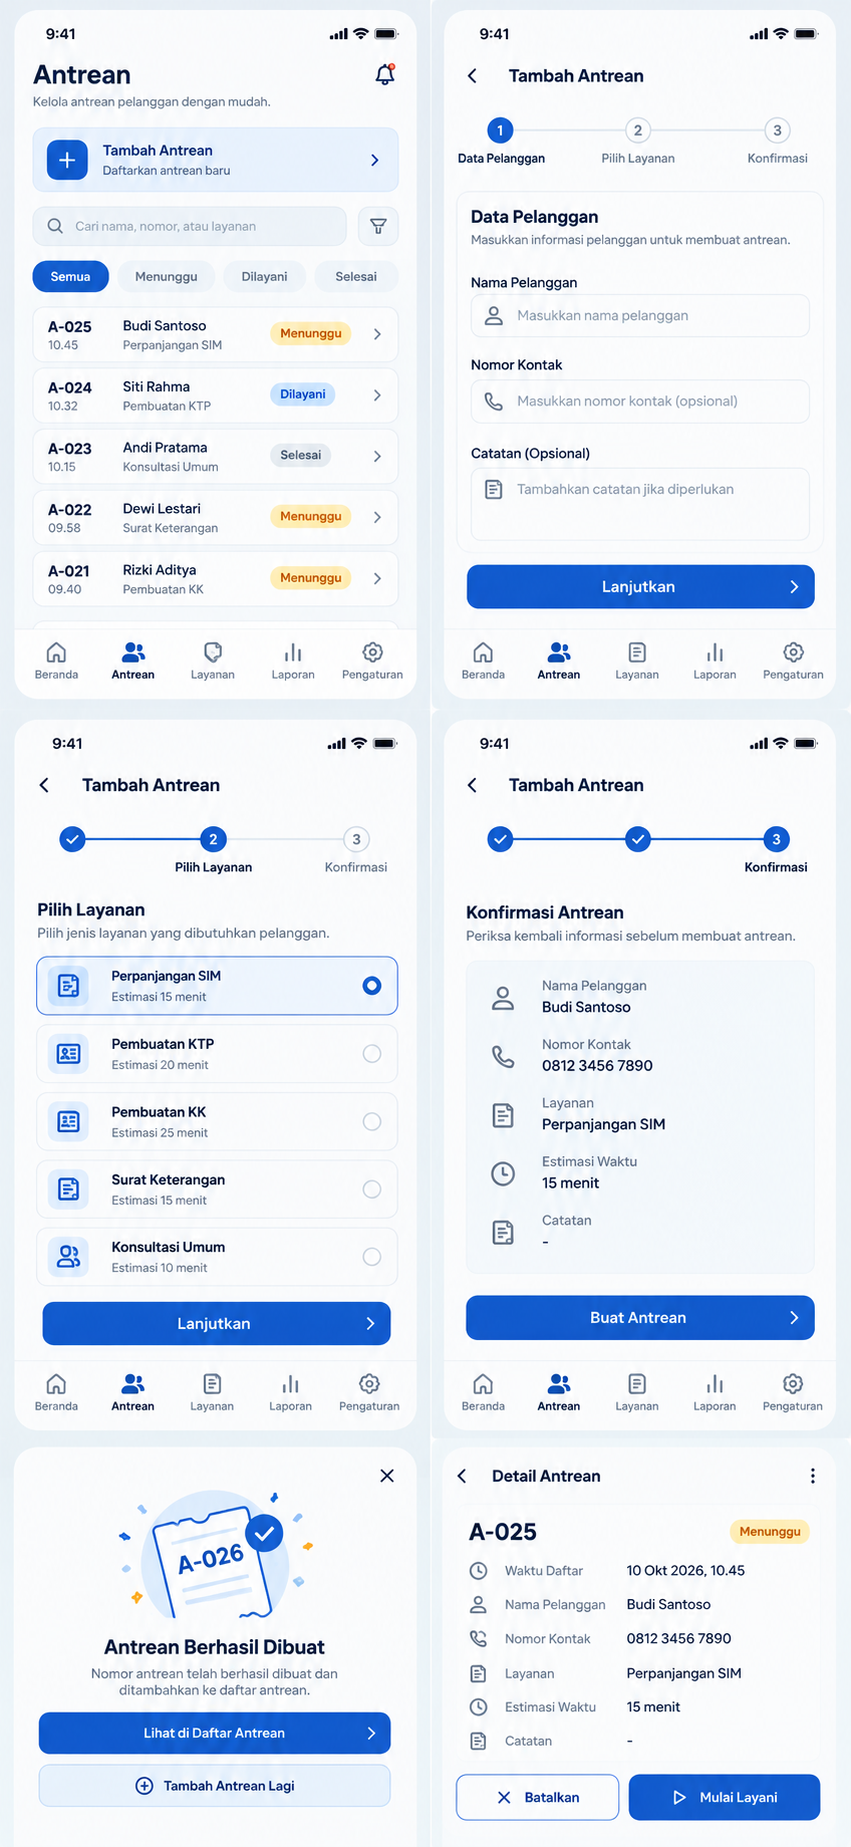 9:41
Antrean
Kelola antrean pelanggan dengan mudah.
Tambah Antrean
Daftarkan antrean baru
Cari nama, nomor, atau layanan
Semua Menunggu Dilayani Selesai
A-025 Budi Santoso Menunggu
10.45 Perpanjangan SIM
A-024 Siti Rahma Dilayani
10.32 Pembuatan KTP
A-023 Andi Pratama Selesai
10.15 Konsultasi Umum
A-022 Dewi Lestari Menunggu
09.58 Surat Keterangan
A-021 Rizki Aditya Menunggu
09.40 Pembuatan KK
Beranda Antrean Layanan Laporan Pengaturan
9:41
Tambah Antrean
1 2 3
Data Pelanggan Pilih Layanan Konfirmasi
Data Pelanggan
Masukkan informasi pelanggan untuk membuat antrean.
Nama Pelanggan
Masukkan nama pelanggan
Nomor Kontak
Masukkan nomor kontak (opsional)
Catatan (Opsional)
Tambahkan catatan jika diperlukan
Lanjutkan
Beranda Antrean Layanan Laporan Pengaturan
9:41
Tambah Antrean
2 3
Pilih Layanan Konfirmasi
Pilih Layanan
Pilih jenis layanan yang dibutuhkan pelanggan.
Perpanjangan SIM
Estimasi 15 menit
Pembuatan KTP
Estimasi 20 menit
Pembuatan KK
Estimasi 25 menit
Surat Keterangan
Estimasi 15 menit
Konsultasi Umum
Estimasi 10 menit
Lanjutkan
Beranda Antrean Layanan Laporan Pengaturan
9:41
Tambah Antrean
3
Konfirmasi
Konfirmasi Antrean
Periksa kembali informasi sebelum membuat antrean.
Nama Pelanggan
Budi Santoso
Nomor Kontak
0812 3456 7890
Layanan
Perpanjangan SIM
Estimasi Waktu
15 menit
Catatan
-
Buat Antrean
Beranda Antrean Layanan Laporan Pengaturan
A-026
Antrean Berhasil Dibuat
Nomor antrean telah berhasil dibuat dan
ditambahkan ke daftar antrean.
Lihat di Daftar Antrean
Tambah Antrean Lagi
Detail Antrean
A-025 Menunggu
Waktu Daftar 10 Okt 2026, 10.45
Nama Pelanggan Budi Santoso
Nomor Kontak 0812 3456 7890
Layanan Perpanjangan SIM
Estimasi Waktu 15 menit
Catatan -
Batalkan Mulai Layani